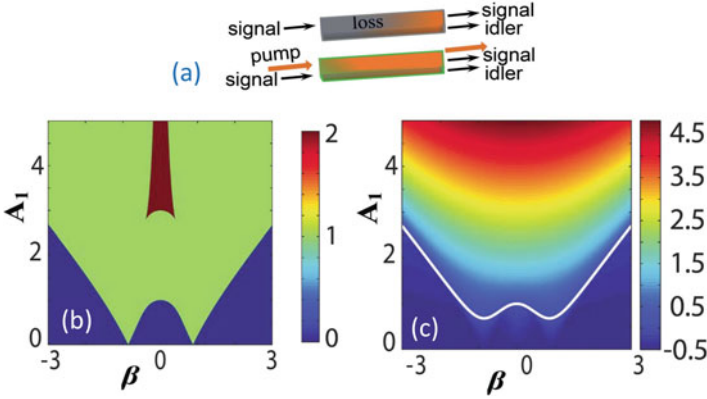 signal
loss
signal
idler
pump
signal
signal
idler
(a)
A1
4
2
0
-3
0
3
β
(b)
2
1
0
A1
4
2
0
-3
0
3
β
(c)
4.5
3.5
2.5
1.5
0.5
-0.5